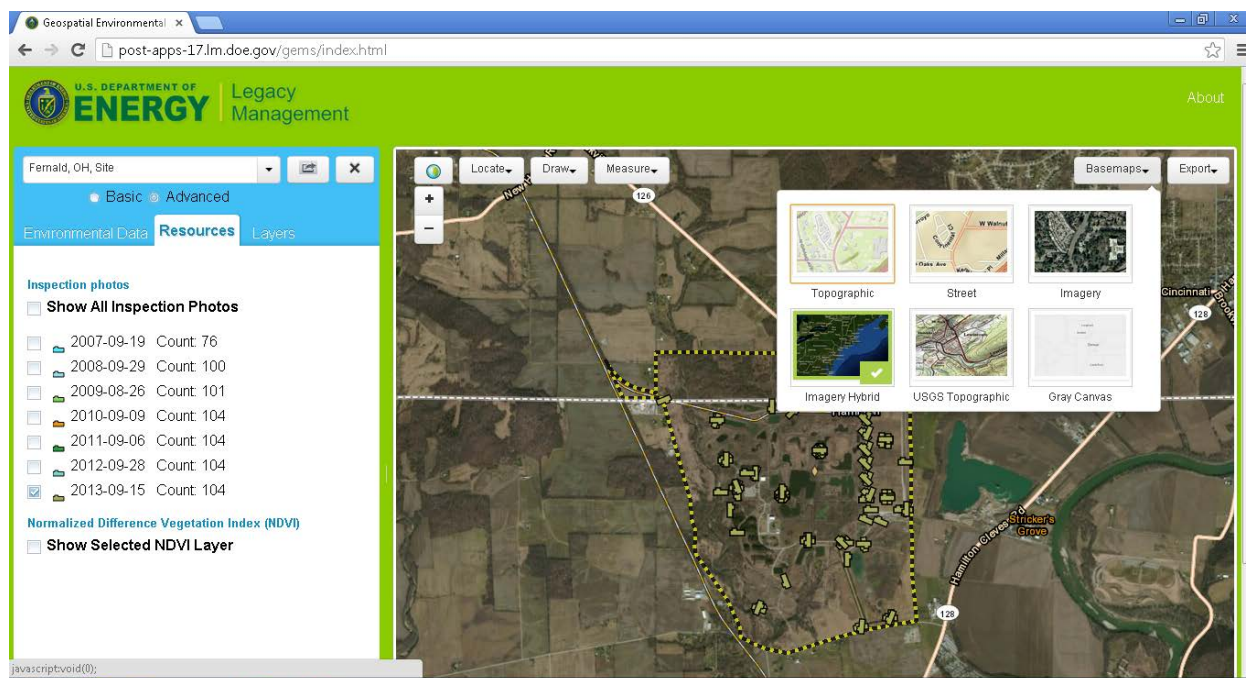 Geospatial Environmental
post-apps-17.lm.doe.gov/gems/index.html
U.S. DEPARTMENT OF
ENERGY
Legacy
Management
About
Fernald, OH, Site
Basic
Advanced
Environmental Data
Resources
Layers
Inspection photos
Show All Inspection Photos
2007-09-19 Count: 76
2008-09-29 Count: 100
2009-08-26 Count: 101
2010-09-09 Count: 104
2011-09-06 Count: 104
2012-09-28 Count: 104
2013-09-15 Count: 104
Normalized Difference Vegetation Index (NDVI)
Show Selected NDVI Layer
javascript:void(0);
Locate
Draw
Measure
Basemaps
Export
+
−
126
Topographic
Street
Imagery
Imagery Hybrid
USGS Topographic
Gray Canvas
W Walnut
Oaks Ave
Cincinnati
128
Stricker's
Grove
Hamilton Cleves Rd
128